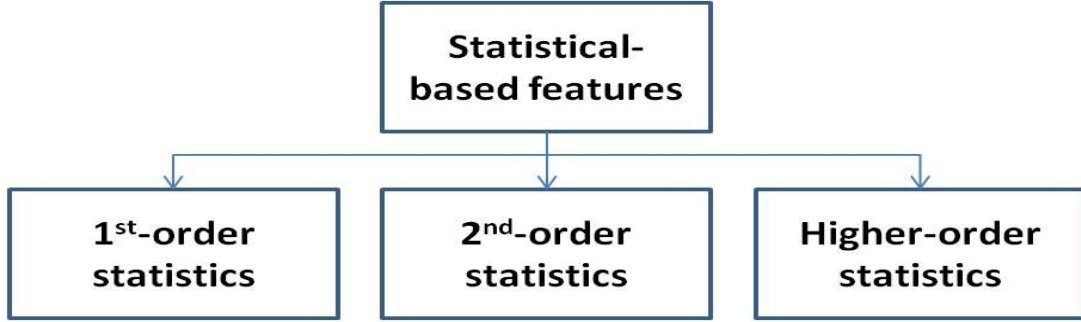 Statistical-
based features
1st-order
statistics
2nd-order
statistics
Higher-order
statistics